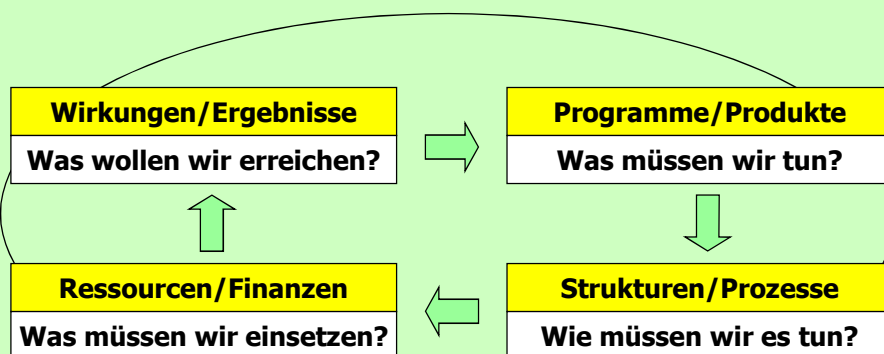 Wirkungen/Ergebnisse
Was wollen wir erreichen?
Programme/Produkte
Was müssen wir tun?
Ressourcen/Finanzen
Was müssen wir einsetzen?
Strukturen/Prozesse
Wie müssen wir es tun?